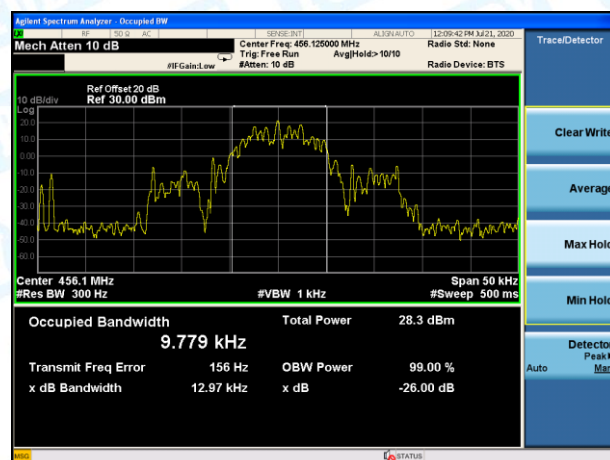 Agilent Spectrum Analyzer - Occupied BW
RF 50 Ω AC SENSE:INT ALIGNAUTO 12:09:42 PM Jul 21, 2020
Mech Atten 10 dB
Center Freq: 456.125000 MHz
Radio Std: None
Trig: Free Run Avg|Hold:> 10/10
#IFGain:Low
#Atten: 10 dB
Radio Device: BTS
Trace/Detector
Ref Offset 20 dB
10 dB/div Ref 30.00 dBm
Log
20.0
10.0
0.00
-10.0
-20.0
-30.0
-40.0
-50.0
-60.0
Center 456.1 MHz
Span 50 kHz
#Res BW 300 Hz
#VBW 1 kHz
#Sweep 500 ms
Occupied Bandwidth
Total Power 28.3 dBm
9.779 kHz
Transmit Freq Error 156 Hz
OBW Power 99.00 %
x dB Bandwidth 12.97 kHz
x dB -26.00 dB
Clear Write
Average
Max Hold
Min Hold
Detector
Peak
Auto Man
MSG
STATUS